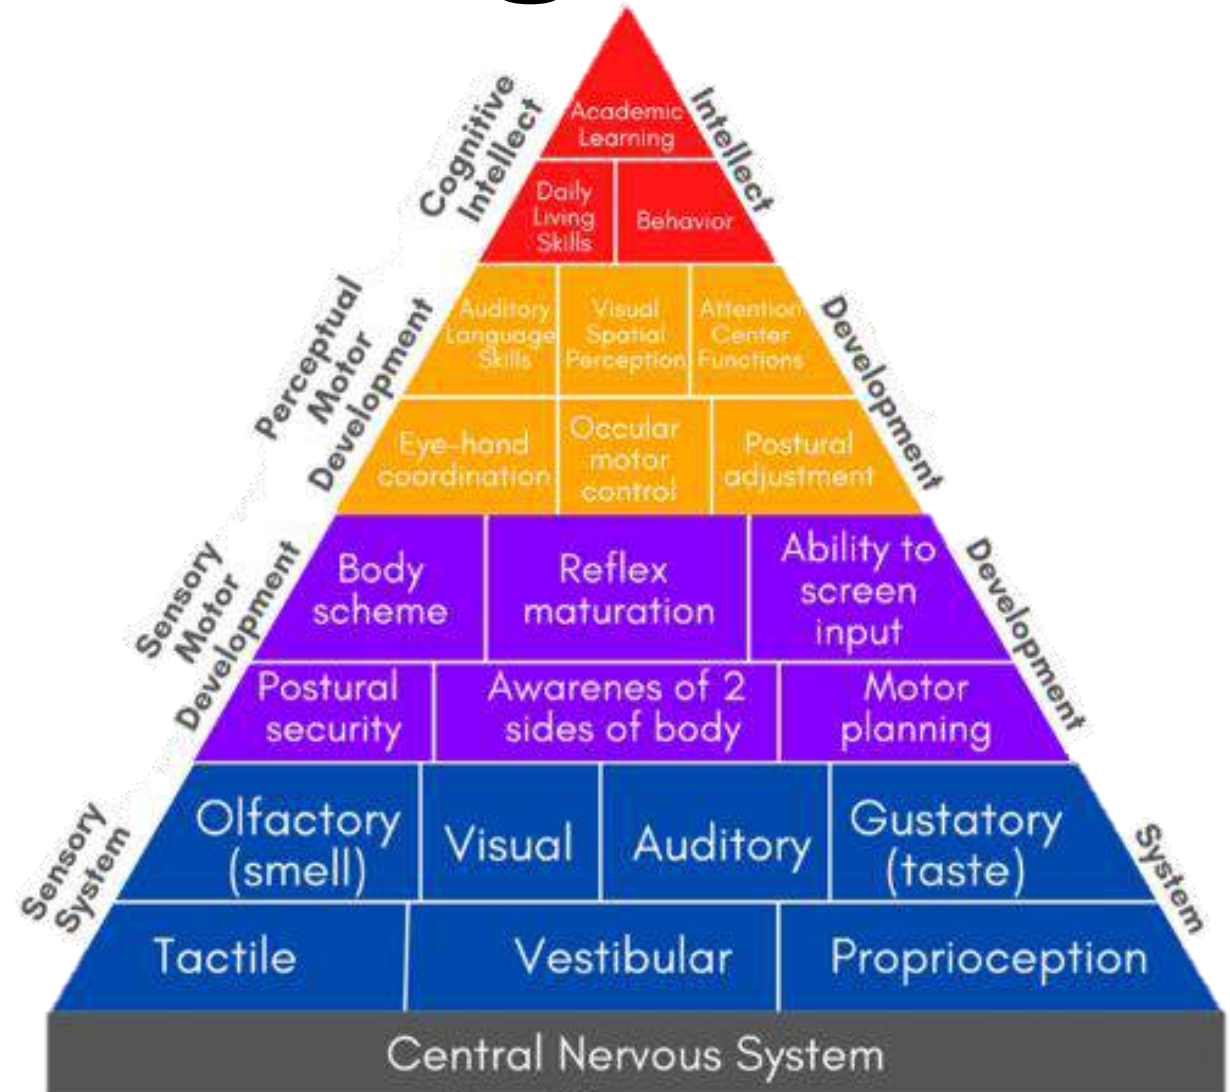 Cognitive
Intellect
Intellect
Academic
Learning
Daily
Living
Skills
Behavior
Perceptual
Motor
Development
Development
Auditory
Language
Skills
Visual
Spatial
Perception
Attention
Center
Functions
Eye-hand
coordination
Occular
motor
control
Postural
adjustment
Sensory
Motor
Development
Development
Body
scheme
Reflex
maturation
Ability to
screen
input
Postural
security
Awarenes of 2
sides of body
Motor
planning
Sensory
System
System
Olfactory
(smell)
Visual
Auditory
Gustatory
(taste)
Tactile
Vestibular
Proprioception
Central Nervous System